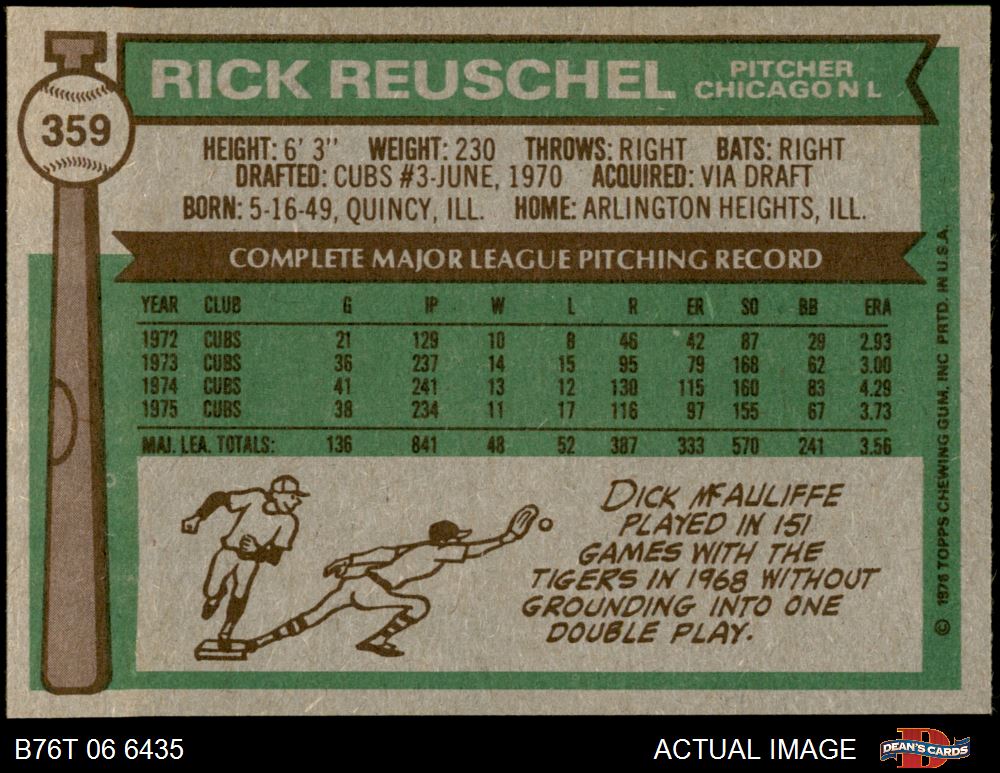 359
RICK REUSCHEL
PITCHER
CHICAGO N L
HEIGHT: 6' 3" WEIGHT: 230 THROWS: RIGHT BATS: RIGHT
DRAFTED: CUBS #3-JUNE, 1970 ACQUIRED: VIA DRAFT
BORN: 5-16-49, QUINCY, ILL. HOME: ARLINGTON HEIGHTS, ILL.
COMPLETE MAJOR LEAGUE PITCHING RECORD
YEAR CLUB G IP W L R ER SO BB ERA
1972 CUBS 21 129 10 8 46 42 87 29 2.93
1973 CUBS 36 237 14 15 95 79 168 62 3.00
1974 CUBS 41 241 13 12 130 115 160 83 4.29
1975 CUBS 38 234 11 17 116 97 155 67 3.73
MAJ. LEA. TOTALS: 136 841 48 52 387 333 570 241 3.56
DICK McAULIFFE
PLAYED IN 151
GAMES WITH THE
TIGERS IN 1968 WITHOUT
GROUNDING INTO ONE
DOUBLE PLAY.
© 1976 TOPPS CHEWING GUM, INC PRTD. IN U.S.A.
B76T 06 6435
ACTUAL IMAGE
DEAN'S CARDS